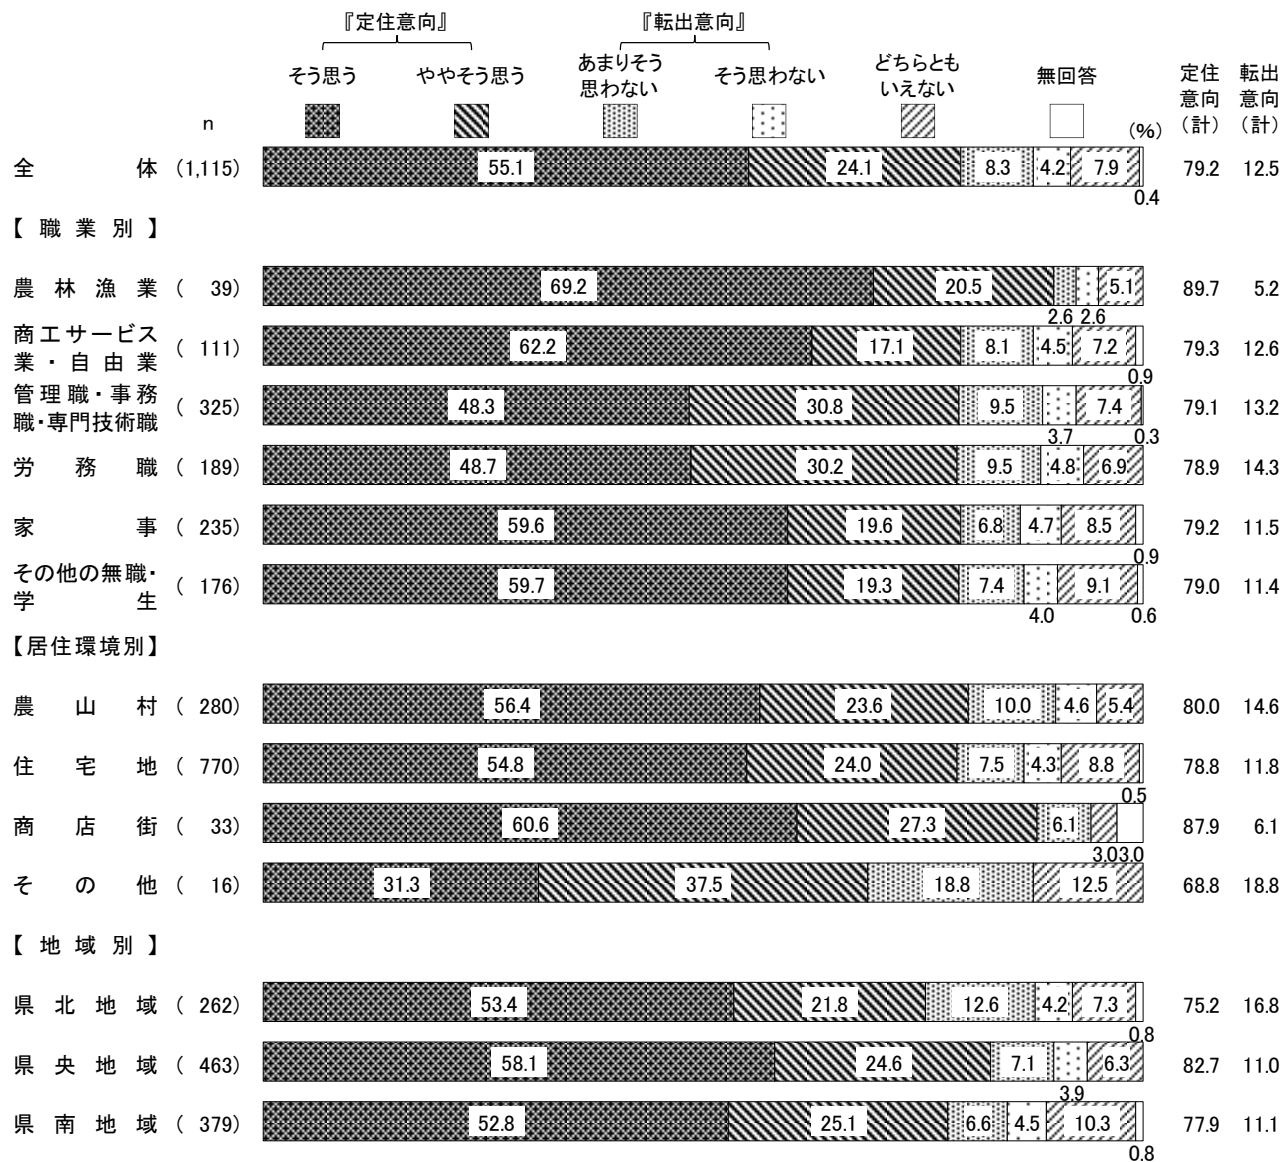 『定住意向』 『転出意向』
そう思う ややそう思う あまりそう思わない そう思わない どちらともいえない 無回答 定住意向(計) 転出意向(計)
n (%)
全体 (1,115) 55.1 24.1 8.3 4.2 7.9 0.4 79.2 12.5
【職業別】
農林漁業 ( 39) 69.2 20.5 2.6 2.6 5.1 89.7 5.2
商工サービス業・自由業 ( 111) 62.2 17.1 8.1 4.5 7.2 0.9 79.3 12.6
管理職・事務職・専門技術職 ( 325) 48.3 30.8 9.5 3.7 7.4 0.3 79.1 13.2
労務職 ( 189) 48.7 30.2 9.5 4.8 6.9 78.9 14.3
家事 ( 235) 59.6 19.6 6.8 4.7 8.5 0.9 79.2 11.5
その他の無職・学生 ( 176) 59.7 19.3 7.4 4.0 9.1 0.6 79.0 11.4
【居住環境別】
農山村 ( 280) 56.4 23.6 10.0 4.6 5.4 80.0 14.6
住宅地 ( 770) 54.8 24.0 7.5 4.3 8.8 0.5 78.8 11.8
商店街 ( 33) 60.6 27.3 6.1 3.0 3.0 87.9 6.1
その他 ( 16) 31.3 37.5 18.8 12.5 68.8 18.8
【地域別】
県北地域 ( 262) 53.4 21.8 12.6 4.2 7.3 0.8 75.2 16.8
県央地域 ( 463) 58.1 24.6 7.1 3.9 6.3 82.7 11.0
県南地域 ( 379) 52.8 25.1 6.6 4.5 10.3 0.8 77.9 11.1